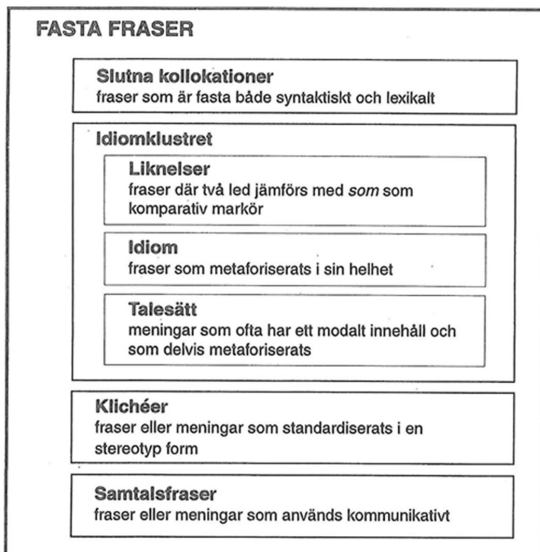 FASTA FRASER
Slutna kollokationer
fraser som är fasta både syntaktiskt och lexikalt
Idiomklustret
Liknelser
fraser där två led jämförs med som som
komparativ markör
Idiom
fraser som metaforiserats i sin helhet
Talesätt
meningar som ofta har ett modalt innehåll och
som delvis metaforiserats
Klichéer
fraser eller meningar som standardiserats i en
stereotyp form
Samtalsfraser
fraser eller meningar som används kommunikativt